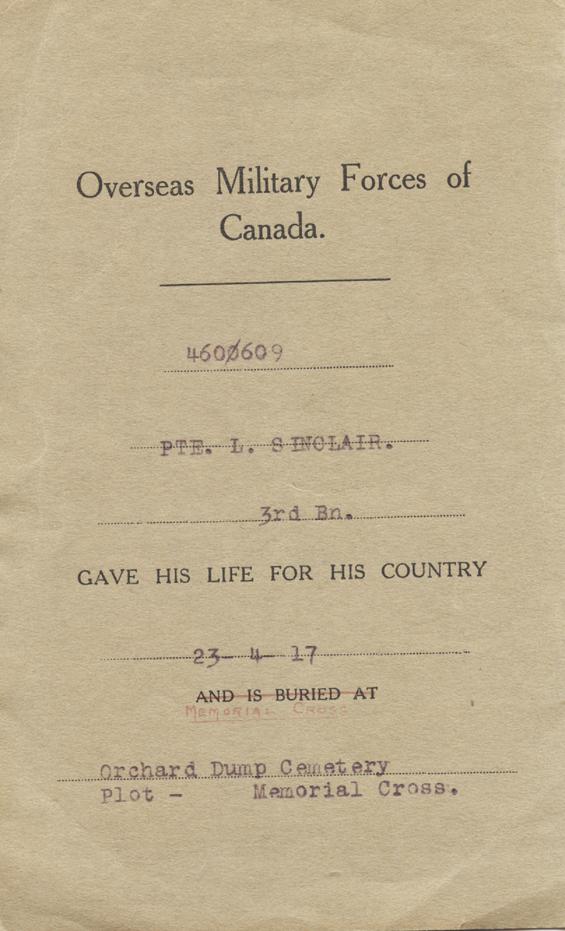 Overseas Military Forces of
Canada.
4600609
PTE. L. SINCLAIR.
3rd Bn.
GAVE HIS LIFE FOR HIS COUNTRY
23- 4- 17
AND IS BURIED AT
MEMORIAL CROSS
Orchard Dump Cemetery
Plot - Memorial Cross.